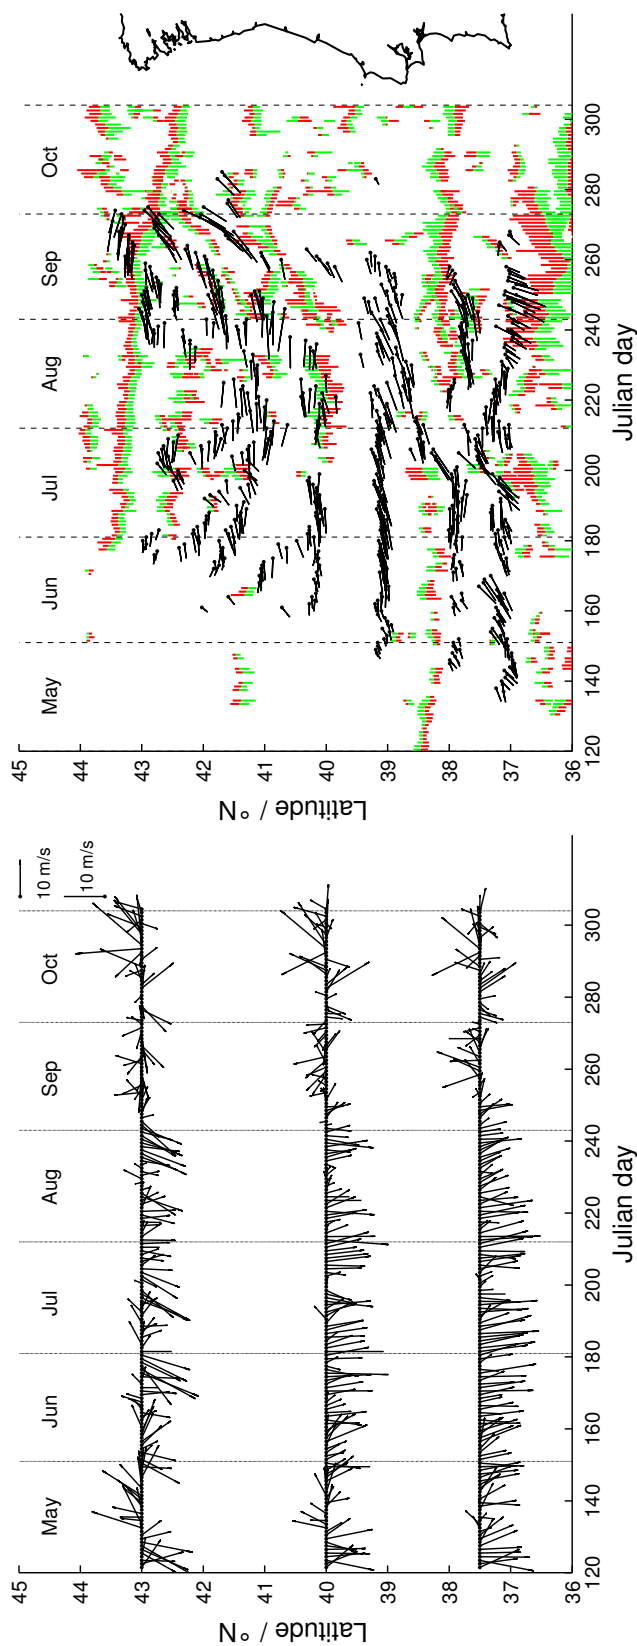 45
44
43
42
41
40
39
38
37
36
Latitude / °N
May
Jun
Jul
Aug
Sep
Oct
10 m/s
10 m/s
120
140
160
180
200
220
240
260
280
300
Julian day
45
44
43
42
41
40
39
38
37
36
Latitude / °N
May
Jun
Jul
Aug
Sep
Oct
120
140
160
180
200
220
240
260
280
300
Julian day